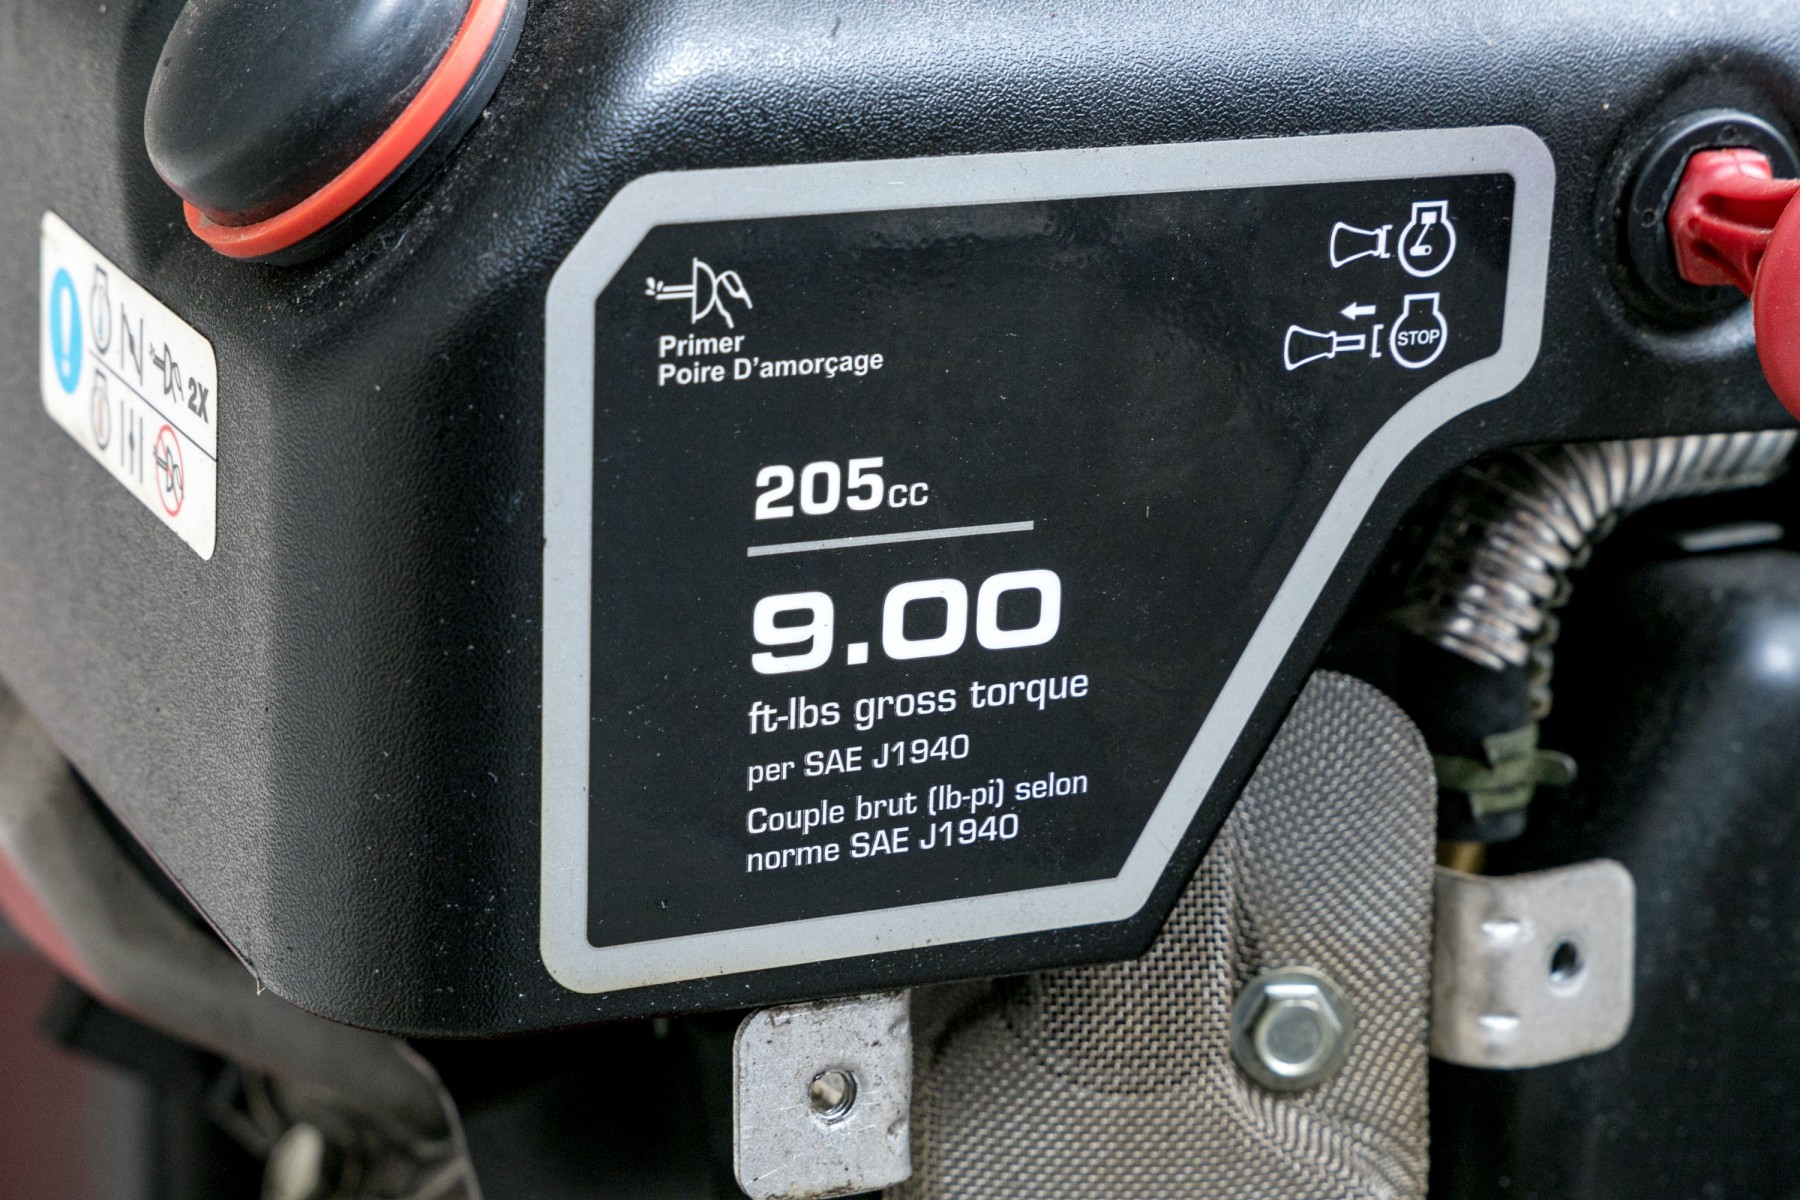 2X
Primer
Poire D'amorçage
STOP
205cc
9.00
ft-lbs gross torque
per SAE J1940
Couple brut (lb-pi) selon
norme SAE J1940